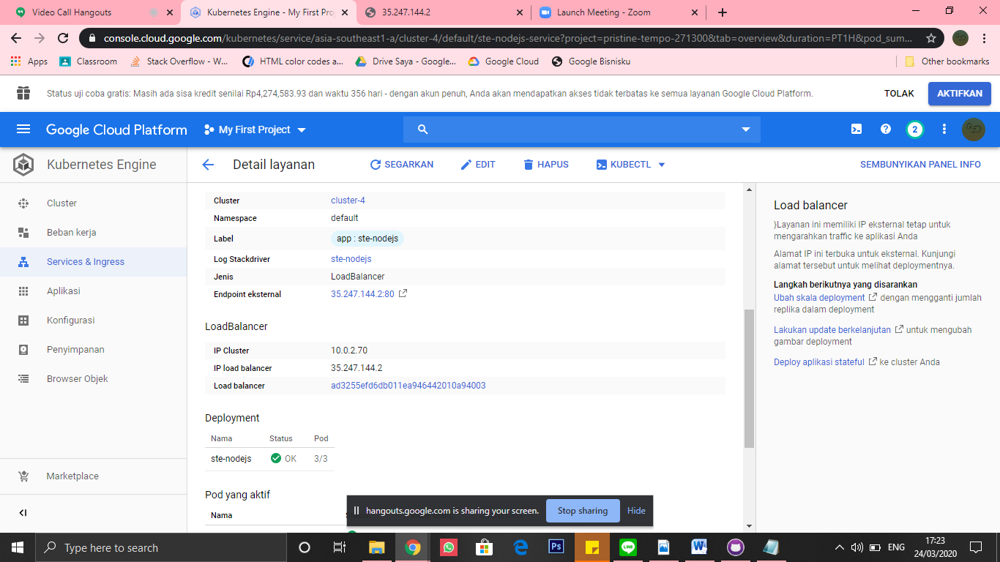 Video Call Hangouts
Kubernetes Engine - My First Pro
35.247.144.2
Launch Meeting - Zoom
console.cloud.google.com/kubernetes/service/asia-southeast1-a/cluster-4/default/ste-nodejs-service?project=pristine-tempo-271300&tab=overview&duration=PT1H&pod_sum...
Apps
Classroom
Stack Overflow - W...
HTML color codes a...
Drive Saya - Google...
Google Cloud
Google Bisnisku
Other bookmarks
Status uji coba gratis: Masih ada sisa kredit senilai Rp4,274,583.93 dan waktu 356 hari - dengan akun penuh, Anda akan mendapatkan akses tidak terbatas ke semua layanan Google Cloud Platform.
TOLAK
AKTIFKAN
Google Cloud Platform
My First Project
2
Kubernetes Engine
Detail layanan
SEGARKAN
EDIT
HAPUS
KUBECTL
SEMBUNYIKAN PANEL INFO
Cluster
Beban kerja
Services & Ingress
Aplikasi
Konfigurasi
Penyimpanan
Browser Objek
Marketplace
Cluster cluster-4
Namespace default
Label app : ste-nodejs
Log Stackdriver ste-nodejs
Jenis LoadBalancer
Endpoint eksternal 35.247.144.2:80
LoadBalancer
IP Cluster 10.0.2.70
IP load balancer 35.247.144.2
Load balancer ad3255efd6db011ea946442010a94003
Deployment
Nama Status Pod
ste-nodejs OK 3/3
Pod yang aktif
Nama
Load balancer
}Layanan ini memiliki IP eksternal tetap untuk
mengarahkan traffic ke aplikasi Anda
Alamat IP ini terbuka untuk eksternal. Kunjungi
alamat tersebut untuk melihat deploymentnya.
Langkah berikutnya yang disarankan
Ubah skala deployment dengan mengganti jumlah
replika dalam deployment
Lakukan update berkelanjutan untuk mengubah
gambar deployment
Deploy aplikasi stateful ke cluster Anda
hangouts.google.com is sharing your screen.
Stop sharing
Hide
Type here to search
Ps
LINE
W
ENG
17:23
24/03/2020